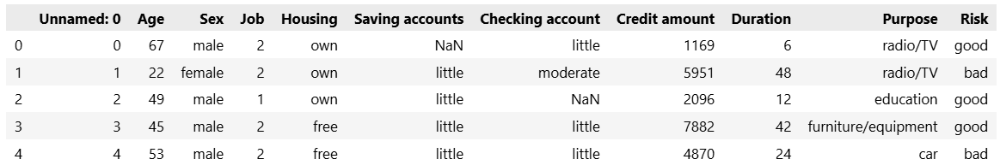 Unnamed: 0 Age Sex Job Housing Saving accounts Checking account Credit amount Duration Purpose Risk
0 0 67 male 2 own NaN little 1169 6 radio/TV good
1 1 22 female 2 own little moderate 5951 48 radio/TV bad
2 2 49 male 1 own little NaN 2096 12 education good
3 3 45 male 2 free little little 7882 42 furniture/equipment good
4 4 53 male 2 free little little 4870 24 car bad